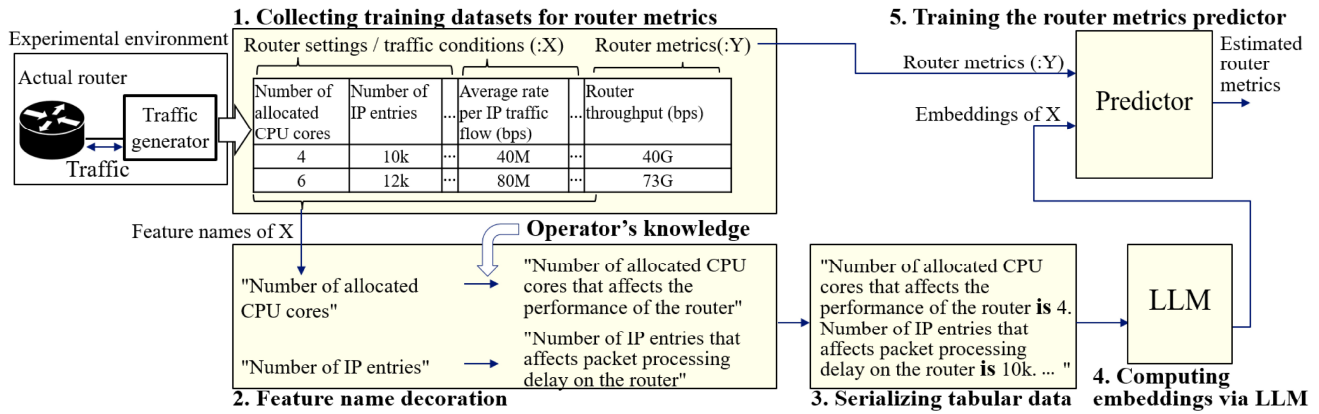 1. Collecting training datasets for router metrics
5. Training the router metrics predictor
Experimental environment
Router settings / traffic conditions (:X)
Router metrics(:Y)
Actual router
Traffic
generator
Traffic
Number of
allocated
CPU cores
Number of
IP entries
...
Average rate
per IP traffic
flow (bps)
...
Router
throughput (bps)
4
10k
...
40M
...
40G
6
12k
...
80M
...
73G
Router metrics (:Y)
Embeddings of X
Predictor
Estimated
router
metrics
Feature names of X
Operator's knowledge
"Number of allocated
CPU cores"
"Number of allocated CPU
cores that affects the
performance of the router"
"Number of IP entries"
"Number of IP entries that
affects packet processing
delay on the router"
2. Feature name decoration
"Number of allocated CPU
cores that affects the
performance of the router is 4.
Number of IP entries that
affects packet processing
delay on the router is 10k. ... "
3. Serializing tabular data
LLM
4. Computing
embeddings via LLM